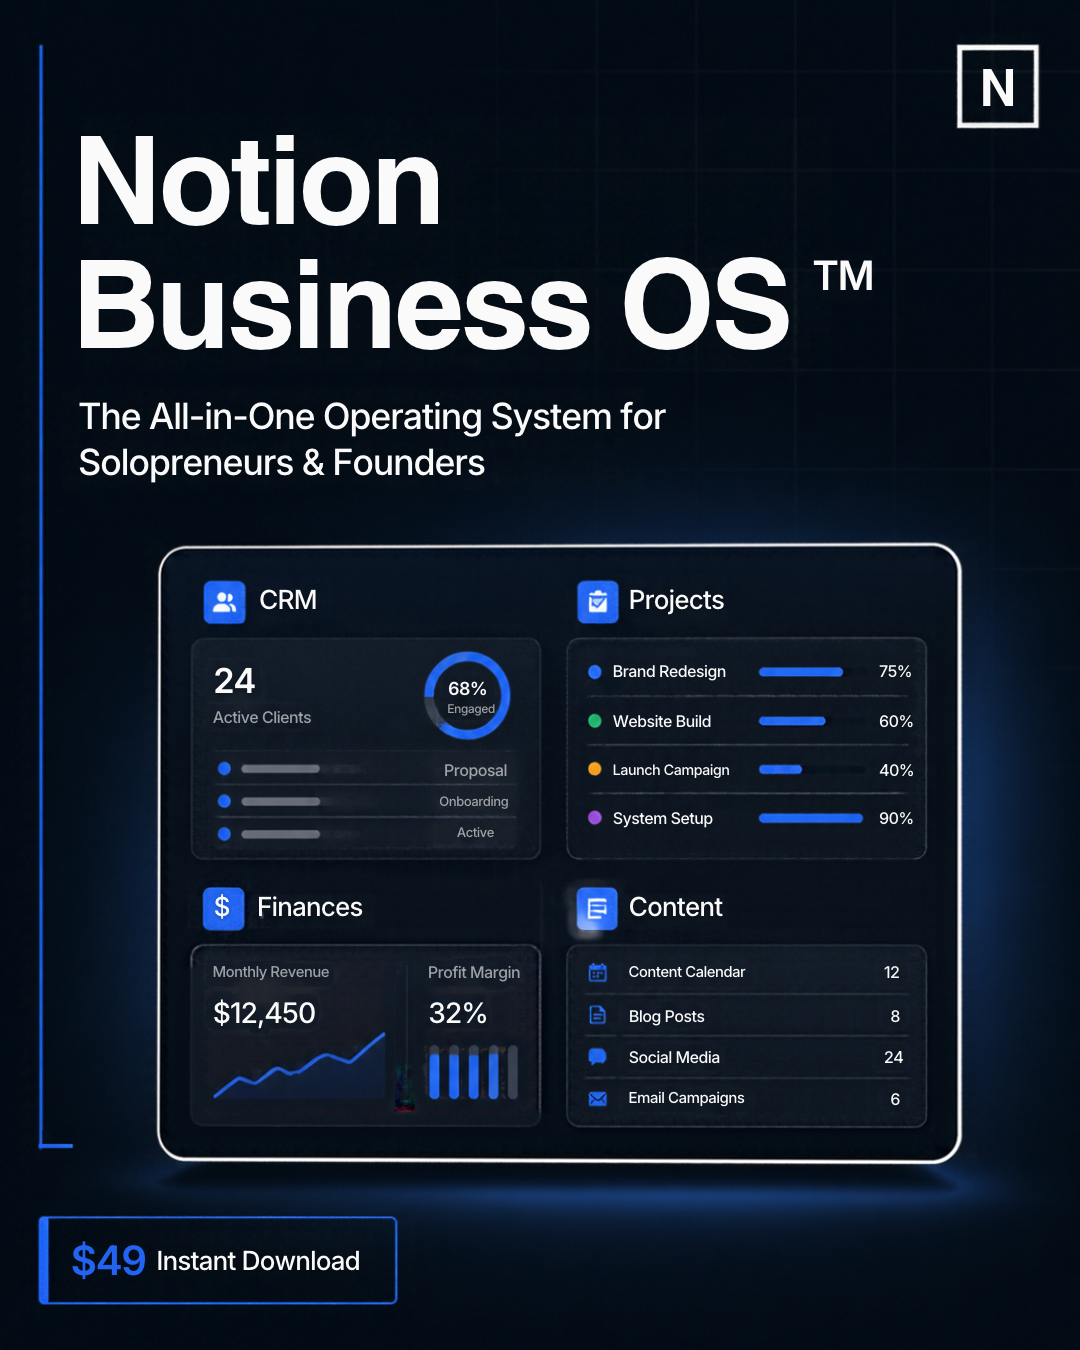 N
Notion
Business OS ™
The All-in-One Operating System for
Solopreneurs & Founders
CRM
24
Active Clients
68%
Engaged
Proposal
Onboarding
Active
Projects
Brand Redesign 75%
Website Build 60%
Launch Campaign 40%
System Setup 90%
$ Finances
Monthly Revenue
$12,450
Profit Margin
32%
Content
Content Calendar 12
Blog Posts 8
Social Media 24
Email Campaigns 6
$49 Instant Download